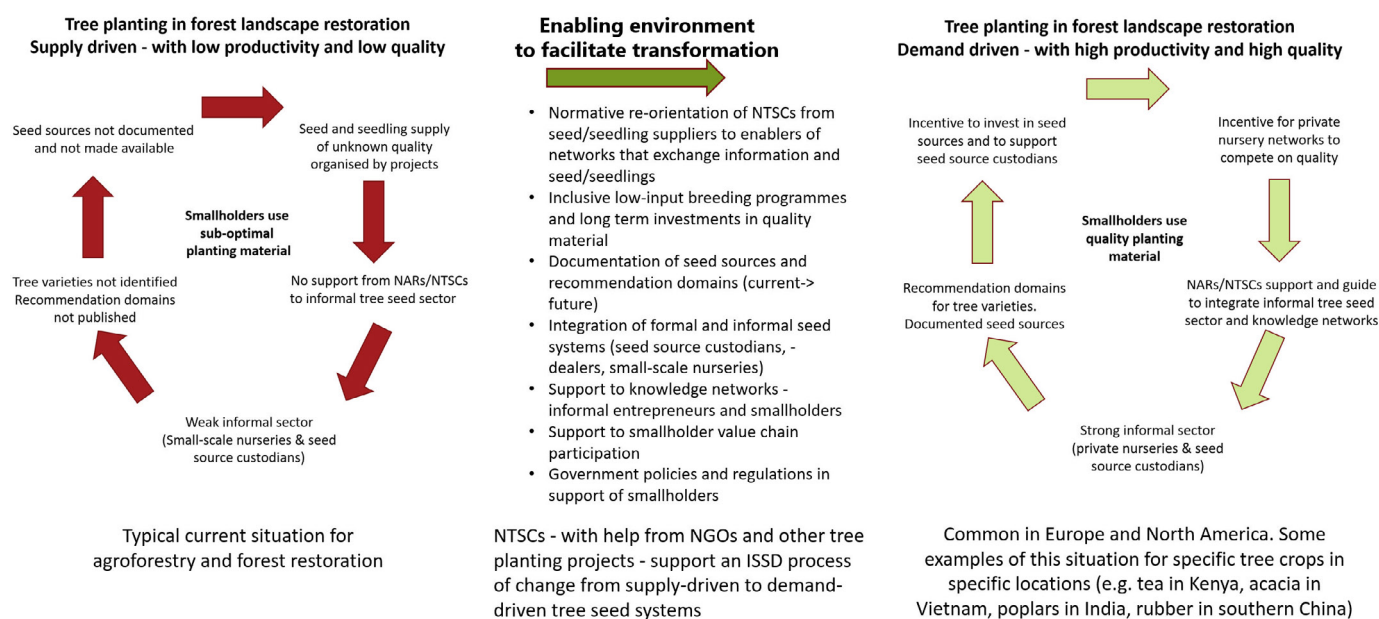 Tree planting in forest landscape restoration
Supply driven - with low productivity and low quality
Seed sources not documented
and not made available
Seed and seedling supply
of unknown quality
organised by projects
Smallholders use
sub-optimal
planting material
Tree varieties not identified
Recommendation domains
not published
No support from NARs/NTSCs
to informal tree seed sector
Weak informal sector
(Small-scale nurseries & seed
source custodians)
Typical current situation for
agroforestry and forest restoration
Enabling environment
to facilitate transformation
• Normative re-orientation of NTSCs from
seed/seedling suppliers to enablers of
networks that exchange information and
seed/seedlings
• Inclusive low-input breeding programmes
and long term investments in quality
material
• Documentation of seed sources and
recommendation domains (current->
future)
• Integration of formal and informal seed
systems (seed source custodians, -
dealers, small-scale nurseries)
• Support to knowledge networks -
informal entrepreneurs and smallholders
• Support to smallholder value chain
participation
• Government policies and regulations in
support of smallholders
NTSCs - with help from NGOs and other tree
planting projects - support an ISSD process
of change from supply-driven to demand-
driven tree seed systems
Tree planting in forest landscape restoration
Demand driven - with high productivity and high quality
Incentive to invest in seed
sources and to support
seed source custodians
Incentive for private
nursery networks to
compete on quality
Smallholders use
quality planting
material
Recommendation domains
for tree varieties.
Documented seed sources
NARs/NTSCs support and guide
to integrate informal tree seed
sector and knowledge networks
Strong informal sector
(private nurseries & seed
source custodians)
Common in Europe and North America. Some
examples of this situation for specific tree crops in
specific locations (e.g. tea in Kenya, acacia in
Vietnam, poplars in India, rubber in southern China)